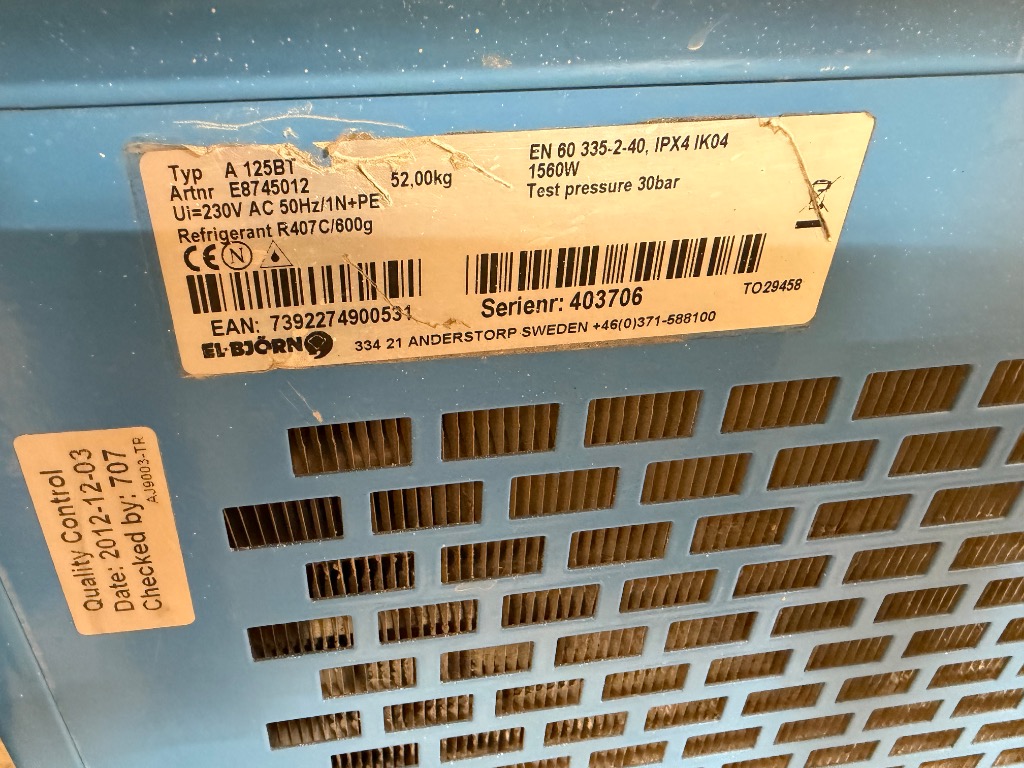 Typ A 125BT
Artnr E8745012
52,00kg
Ui=230V AC 50Hz/1N+PE
Refrigerant R407C/600g
EN 60 335-2-40, IPX4 IK04
1560W
Test pressure 30bar
CE N
EAN: 7392274900531
Serienr: 403706
TO29458
EL-BJÖRN
334 21 ANDERSTORP SWEDEN +46(0)371-588100
Quality Control
Date: 2012-12-03
Checked by: 707
AJ9003-TR